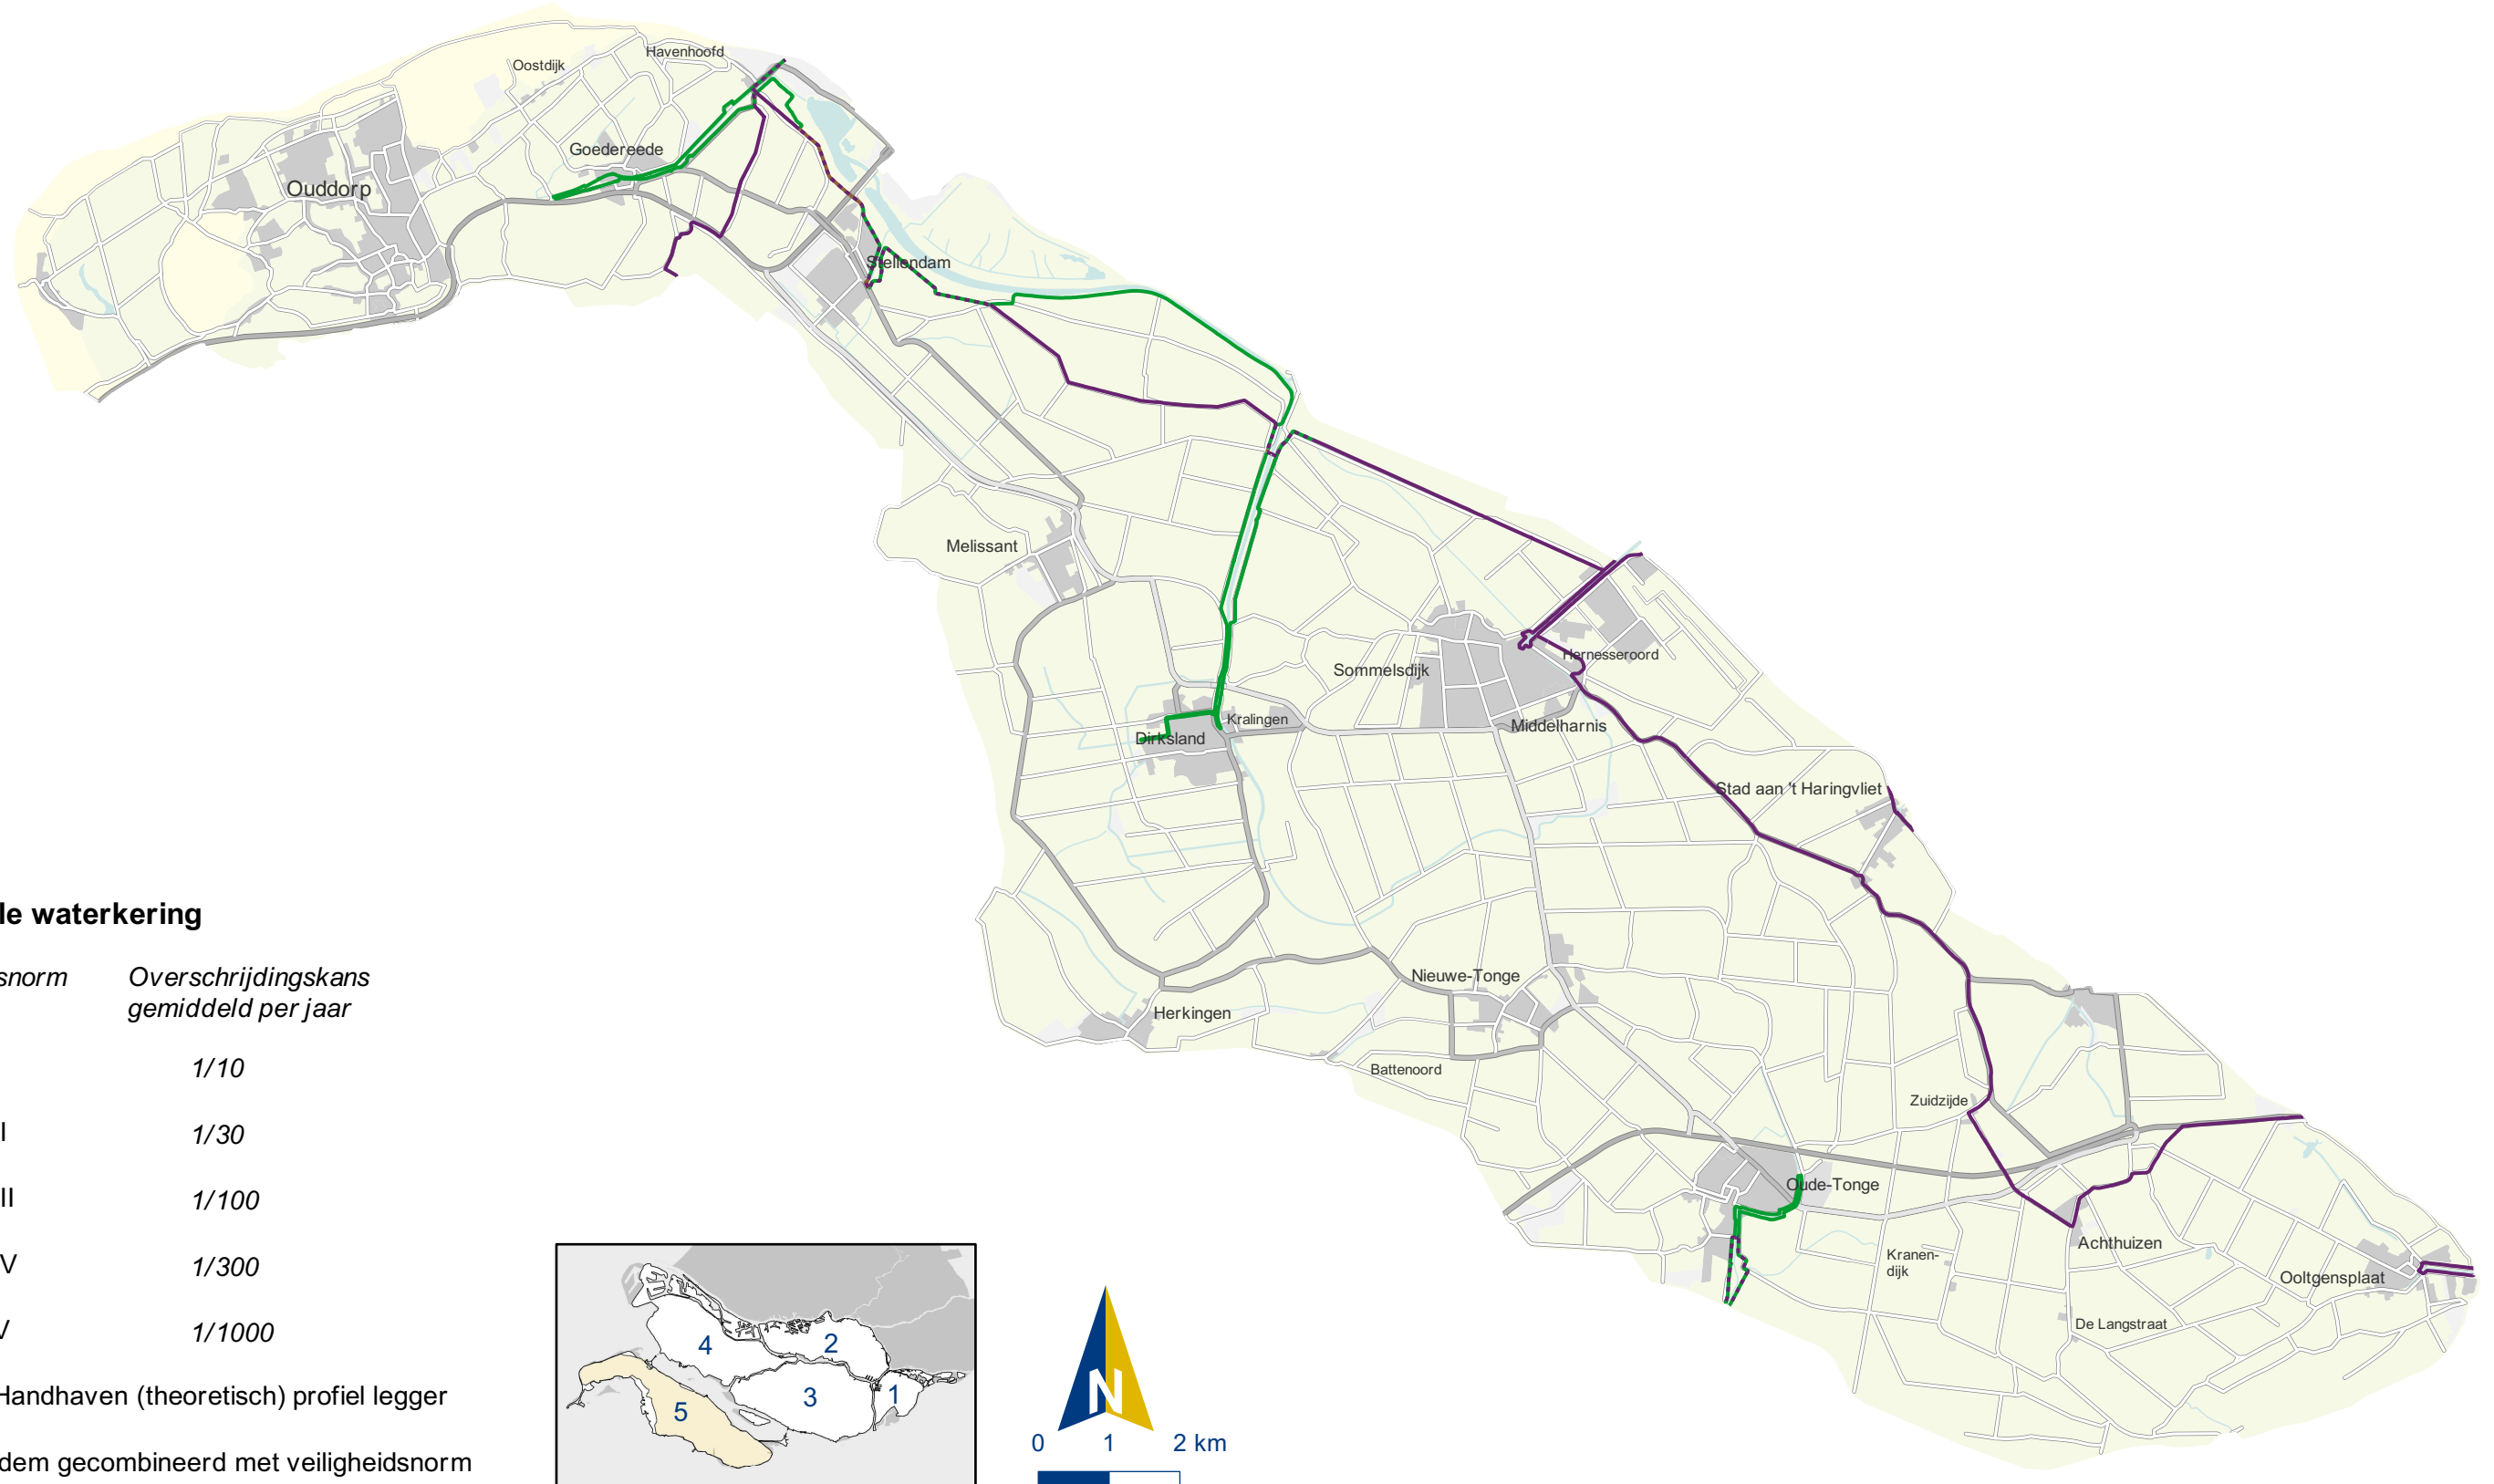 Havenhoofd
Oostdijk
Goedereede
Ouddorp
Stellendam
Melissant
Sommelsdijk
Hernesseroord
Kralingen
Dirksland
Middelharnis
Stad aan 't Haringvliet
Nieuwe-Tonge
Herkingen
Battenoord
Zuidzijde
Oude-Tonge
Achthuizen
Kranen-
dijk
Ooltgensplaat
De Langstraat
le waterkering
snorm Overschrijdingskans
gemiddeld per jaar
1/10
I 1/30
II 1/100
V 1/300
V 1/1000
Handhaven (theoretisch) profiel legger
dem gecombineerd met veiligheidsnorm
4
2
3
1
5
N
0 1 2 km